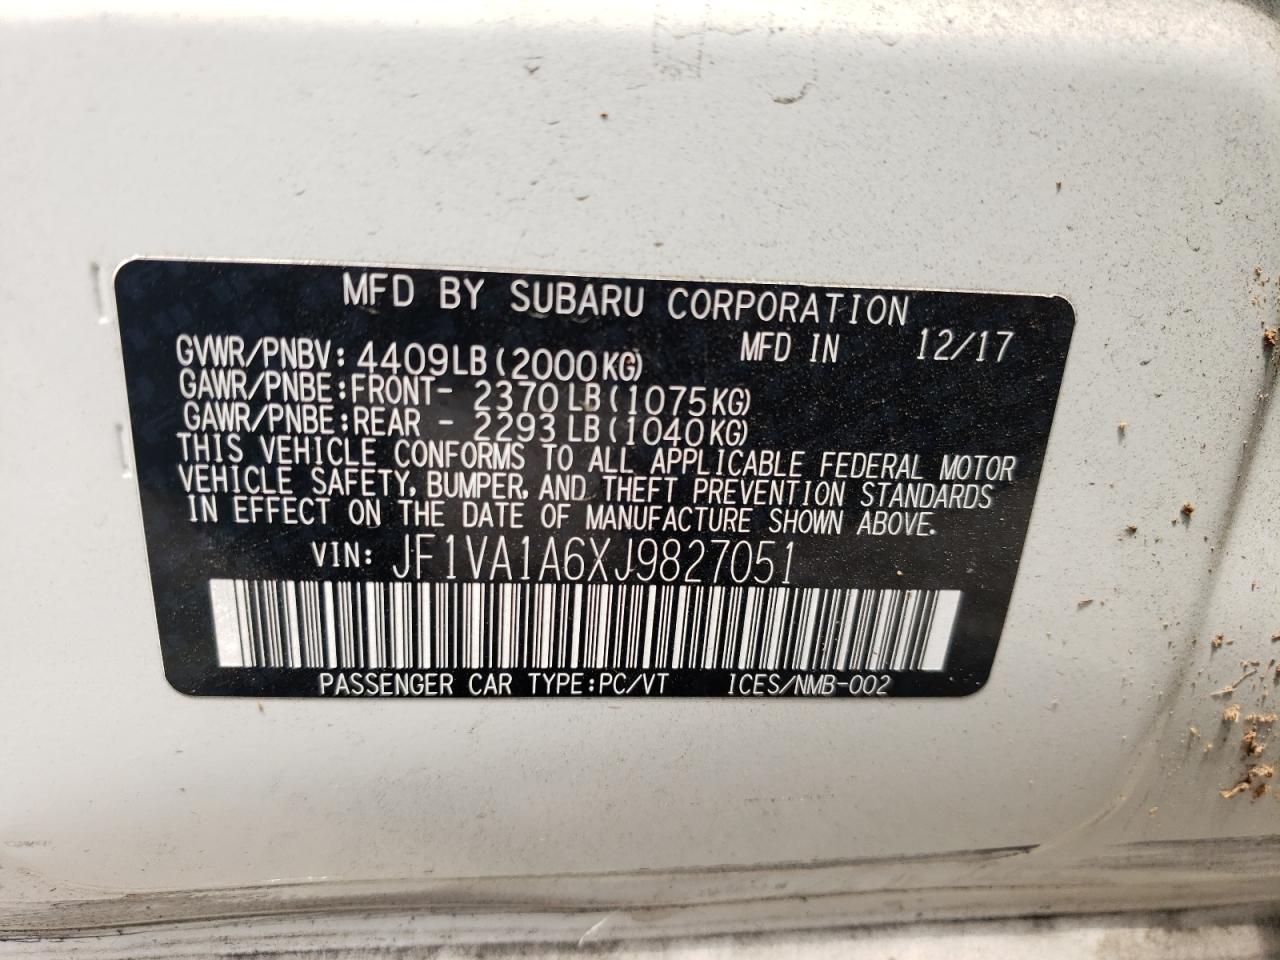 MFD BY SUBARU CORPORATION
GVWR/PNBV: 4409LB(2000KG) MFD IN 12/17
GAWR/PNBE:FRONT- 2370LB(1075KG)
GAWR/PNBE:REAR - 2293LB(1040KG)
THIS VEHICLE CONFORMS TO ALL APPLICABLE FEDERAL MOTOR
VEHICLE SAFETY, BUMPER, AND THEFT PREVENTION STANDARDS
IN EFFECT ON THE DATE OF MANUFACTURE SHOWN ABOVE.
VIN: JF1VA1A6XJ9827051
PASSENGER CAR TYPE:PC/VT ICES/NMB-002